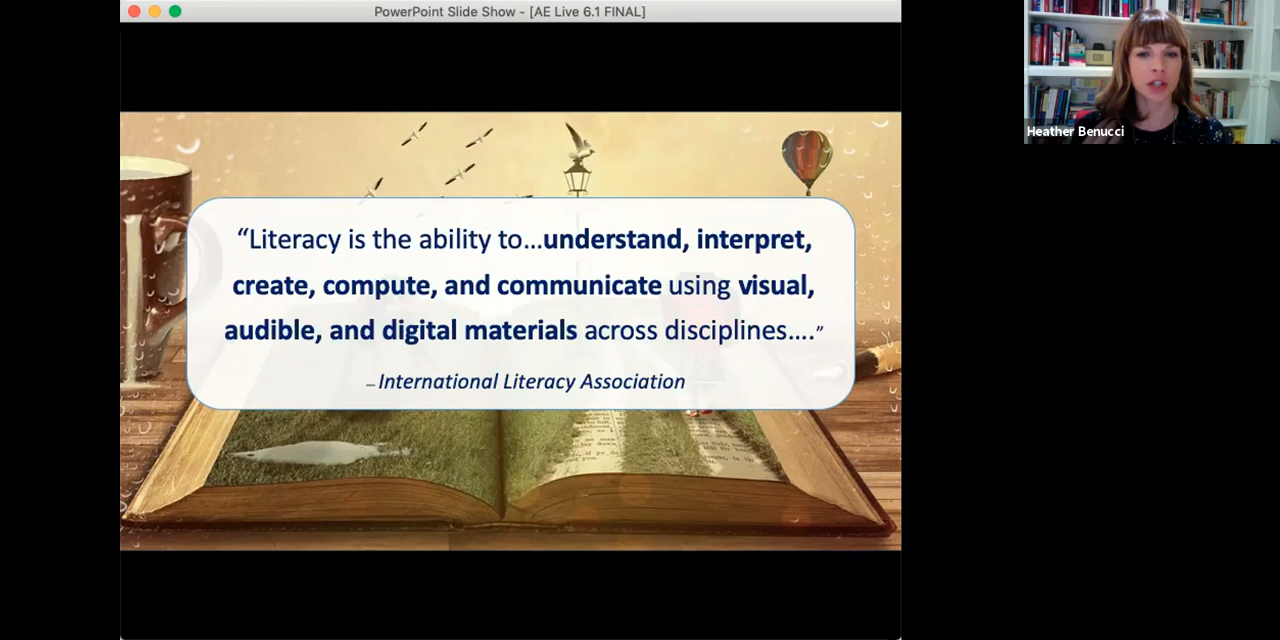 PowerPoint Slide Show - [AE Live 6.1 FINAL]
“Literacy is the ability to…understand, interpret,
create, compute, and communicate using visual,
audible, and digital materials across disciplines….”
– International Literacy Association
Heather Benucci